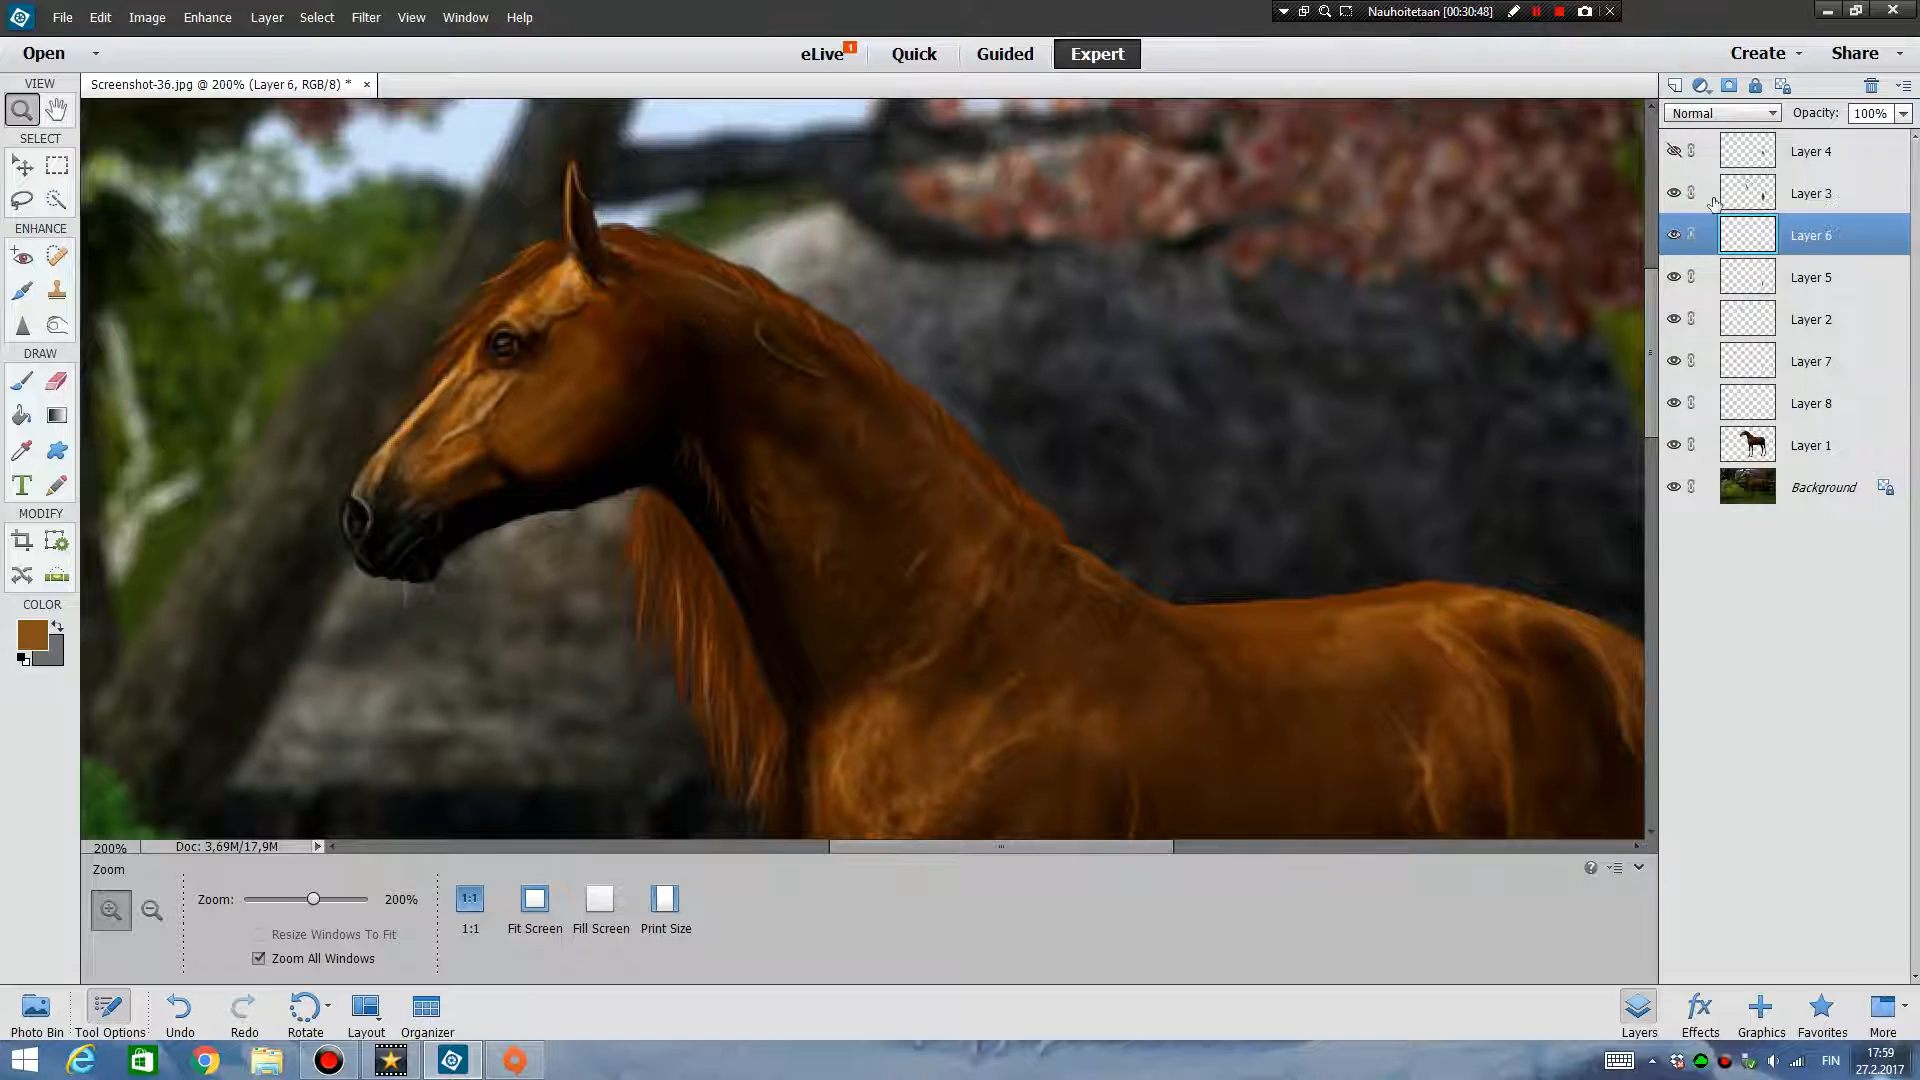 File Edit Image Enhance Layer Select Filter View Window Help
Nauhoitetaan [00:30:48]
Open
eLive 1 Quick Guided Expert
Create Share
VIEW
Screenshot-36.jpg @ 200% (Layer 6, RGB/8) * ×
Normal Opacity: 100%
SELECT
Layer 4
Layer 3
ENHANCE
Layer 6
Layer 5
Layer 2
DRAW
Layer 7
Layer 8
Layer 1
T
Background
MODIFY
COLOR
200% Doc: 3,69M/17,9M
Zoom
Zoom: 200% 1:1
1:1 Fit Screen Fill Screen Print Size
Resize Windows To Fit
Zoom All Windows
fx
Photo Bin Tool Options Undo Redo Rotate Layout Organizer
Layers Effects Graphics Favorites More
FIN
17:59
27.2.2017